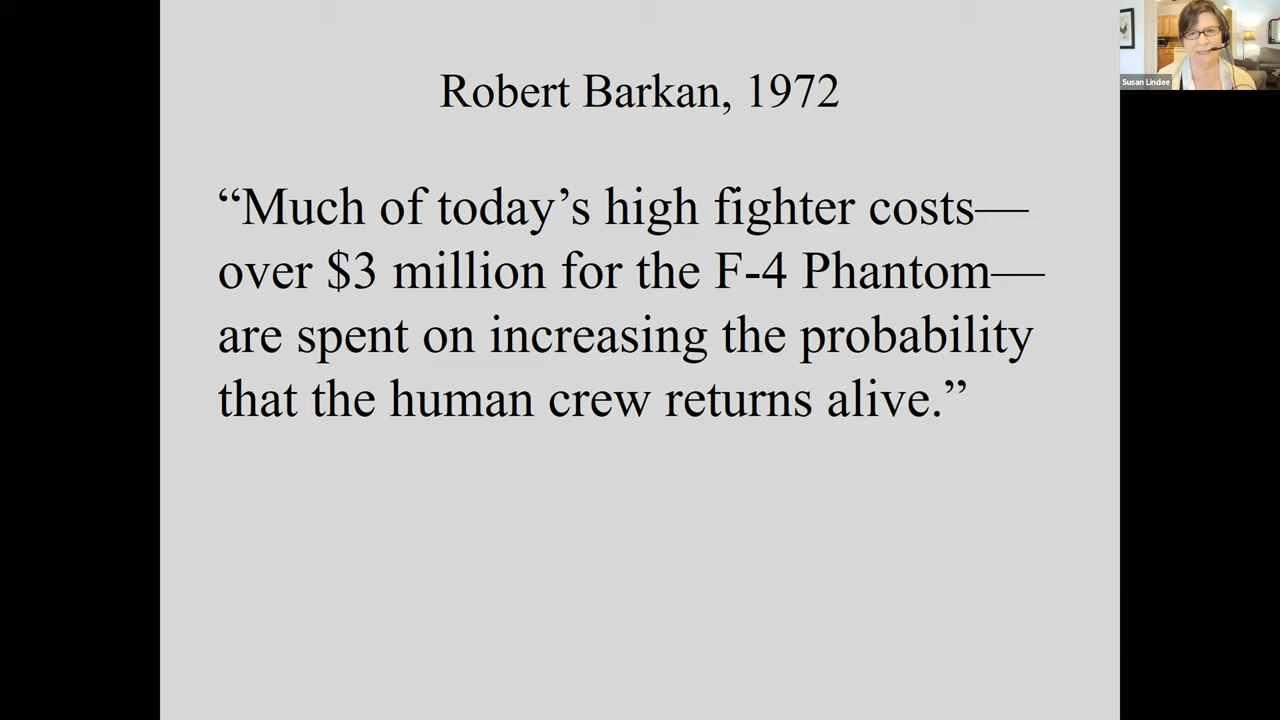 Robert Barkan, 1972
“Much of today’s high fighter costs—
over $3 million for the F-4 Phantom—
are spent on increasing the probability
that the human crew returns alive.”
Susan Lindee